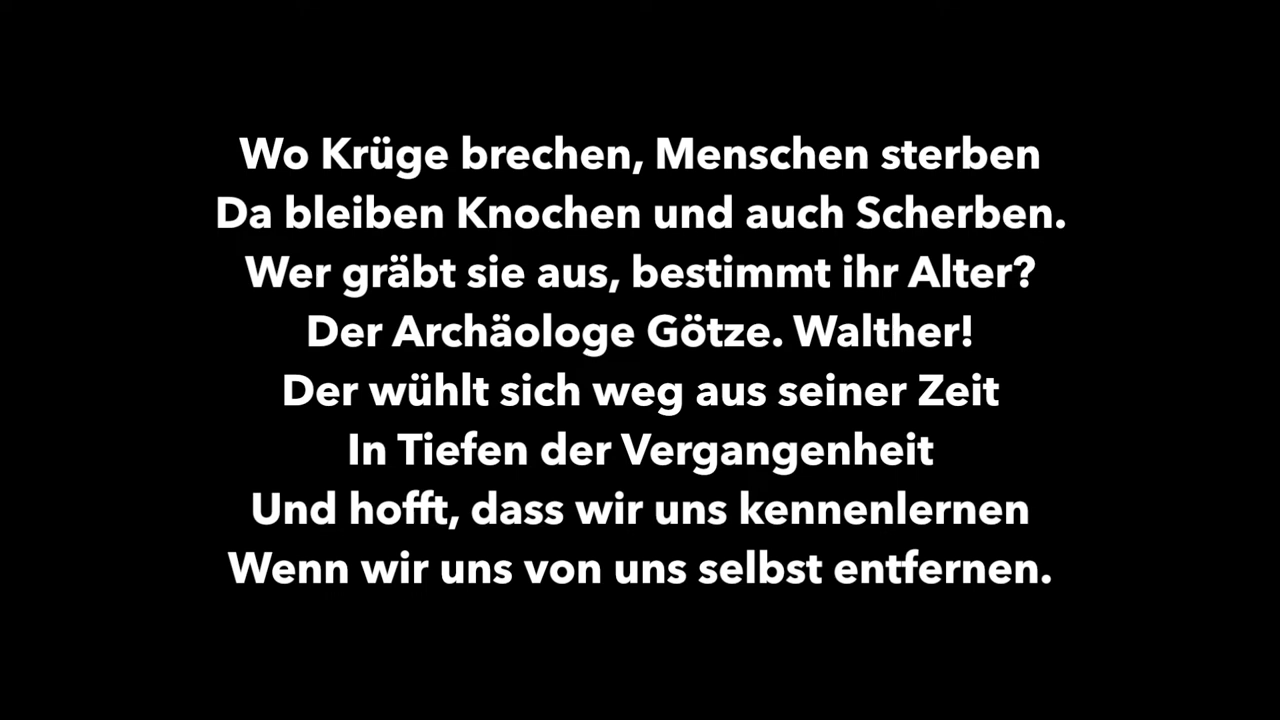 Wo Krüge brechen, Menschen sterben
Da bleiben Knochen und auch Scherben.
Wer gräbt sie aus, bestimmt ihr Alter?
Der Archäologe Götze. Walther!
Der wühlt sich weg aus seiner Zeit
In Tiefen der Vergangenheit
Und hofft, dass wir uns kennenlernen
Wenn wir uns von uns selbst entfernen.